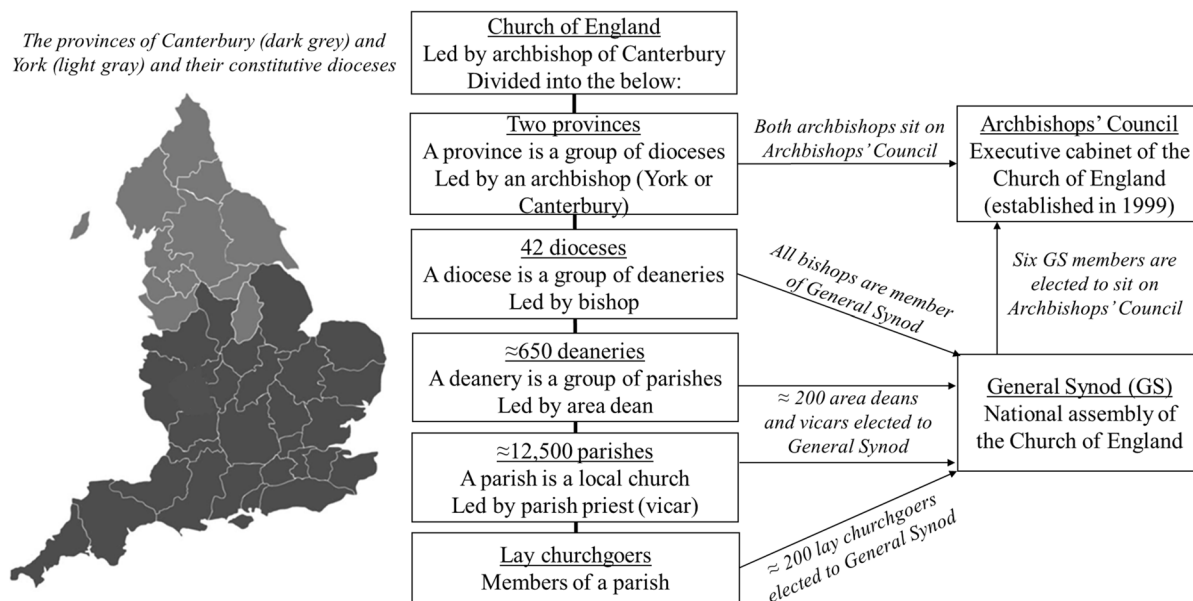 The provinces of Canterbury (dark grey) and
York (light gray) and their constitutive dioceses
Church of England
Led by archbishop of Canterbury
Divided into the below:
Two provinces
A province is a group of dioceses
Led by an archbishop (York or
Canterbury)
42 dioceses
A diocese is a group of deaneries
Led by bishop
≈650 deaneries
A deanery is a group of parishes
Led by area dean
≈12,500 parishes
A parish is a local church
Led by parish priest (vicar)
Lay churchgoers
Members of a parish
Both archbishops sit on
Archbishops’ Council
All bishops are member
of General Synod
≈ 200 area deans
and vicars elected to
General Synod
≈ 200 lay churchgoers
elected to General Synod
Archbishops’ Council
Executive cabinet of the
Church of England
(established in 1999)
Six GS members are
elected to sit on
Archbishops’ Council
General Synod (GS)
National assembly of
the Church of England